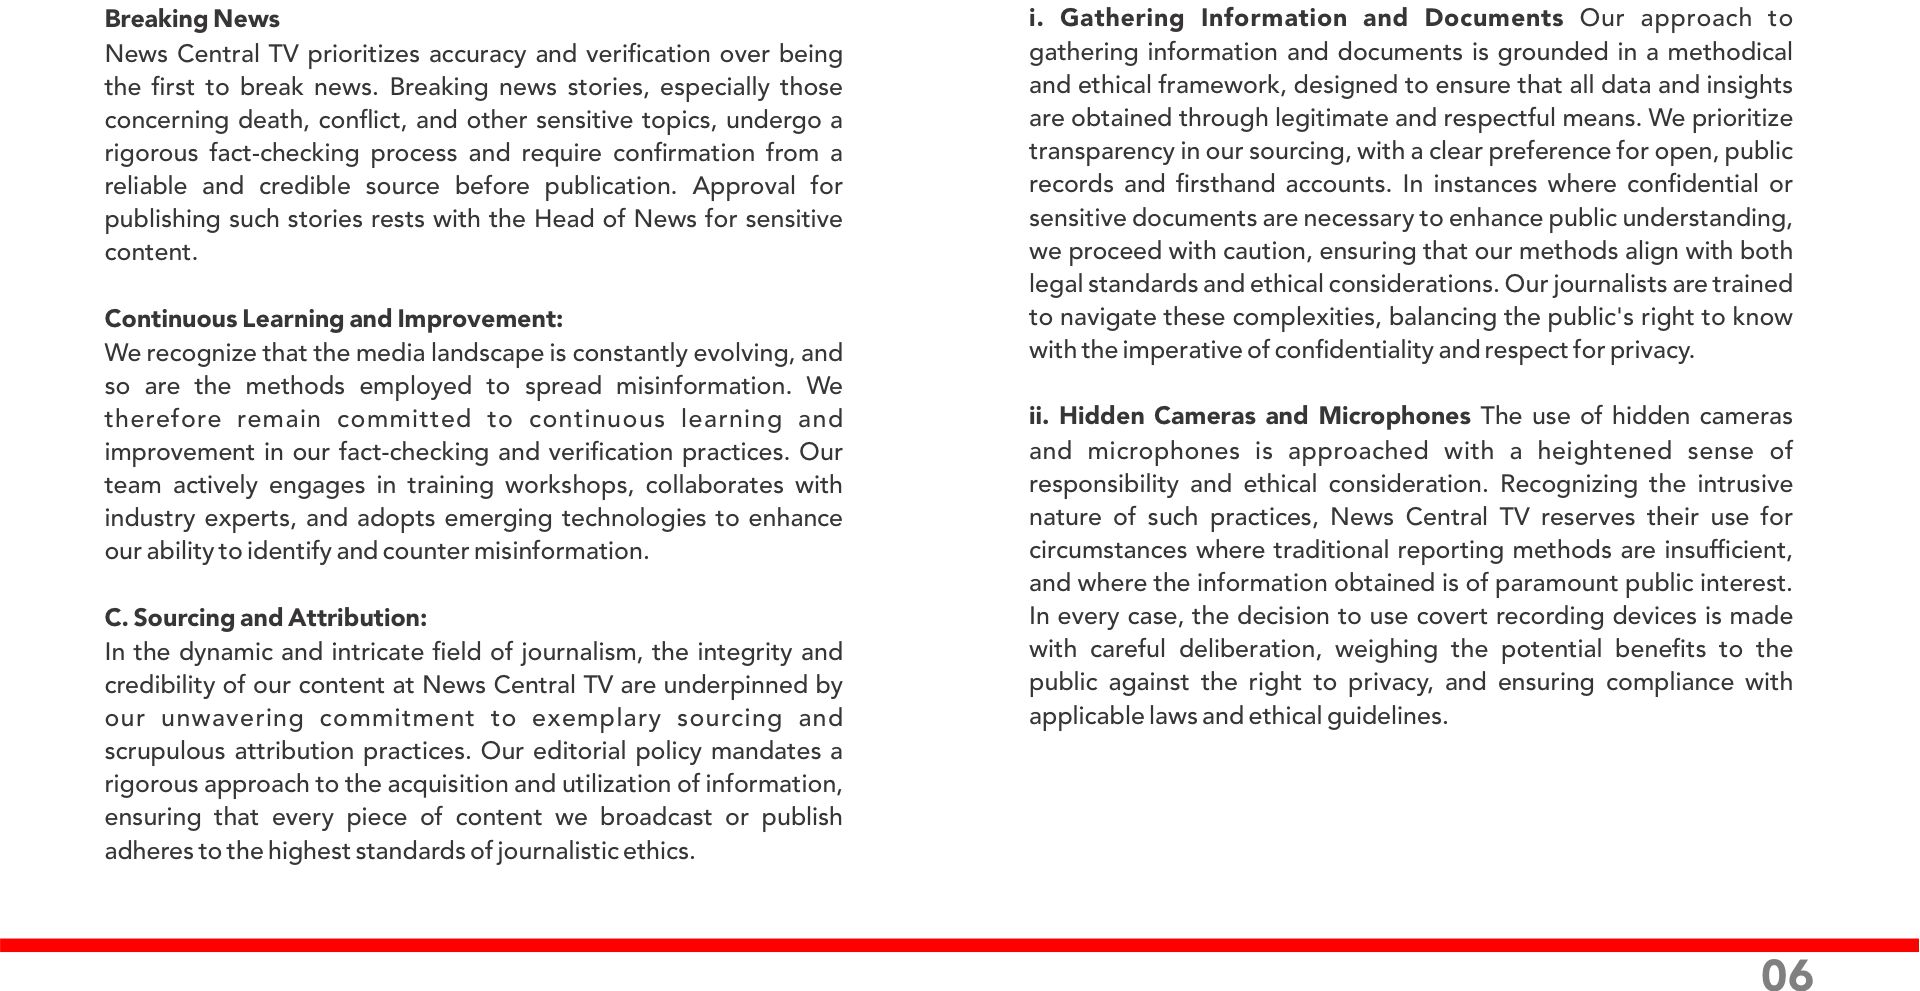 Breaking News
News Central TV prioritizes accuracy and verification over being
the first to break news. Breaking news stories, especially those
concerning death, conflict, and other sensitive topics, undergo a
rigorous fact-checking process and require confirmation from a
reliable and credible source before publication. Approval for
publishing such stories rests with the Head of News for sensitive
content.
Continuous Learning and Improvement:
We recognize that the media landscape is constantly evolving, and
so are the methods employed to spread misinformation. We
therefore remain committed to continuous learning and
improvement in our fact-checking and verification practices. Our
team actively engages in training workshops, collaborates with
industry experts, and adopts emerging technologies to enhance
our ability to identify and counter misinformation.
C. Sourcing and Attribution:
In the dynamic and intricate field of journalism, the integrity and
credibility of our content at News Central TV are underpinned by
our unwavering commitment to exemplary sourcing and
scrupulous attribution practices. Our editorial policy mandates a
rigorous approach to the acquisition and utilization of information,
ensuring that every piece of content we broadcast or publish
adheres to the highest standards of journalistic ethics.
i. Gathering Information and Documents Our approach to
gathering information and documents is grounded in a methodical
and ethical framework, designed to ensure that all data and insights
are obtained through legitimate and respectful means. We prioritize
transparency in our sourcing, with a clear preference for open, public
records and firsthand accounts. In instances where confidential or
sensitive documents are necessary to enhance public understanding,
we proceed with caution, ensuring that our methods align with both
legal standards and ethical considerations. Our journalists are trained
to navigate these complexities, balancing the public's right to know
with the imperative of confidentiality and respect for privacy.
ii. Hidden Cameras and Microphones The use of hidden cameras
and microphones is approached with a heightened sense of
responsibility and ethical consideration. Recognizing the intrusive
nature of such practices, News Central TV reserves their use for
circumstances where traditional reporting methods are insufficient,
and where the information obtained is of paramount public interest.
In every case, the decision to use covert recording devices is made
with careful deliberation, weighing the potential benefits to the
public against the right to privacy, and ensuring compliance with
applicable laws and ethical guidelines.
06